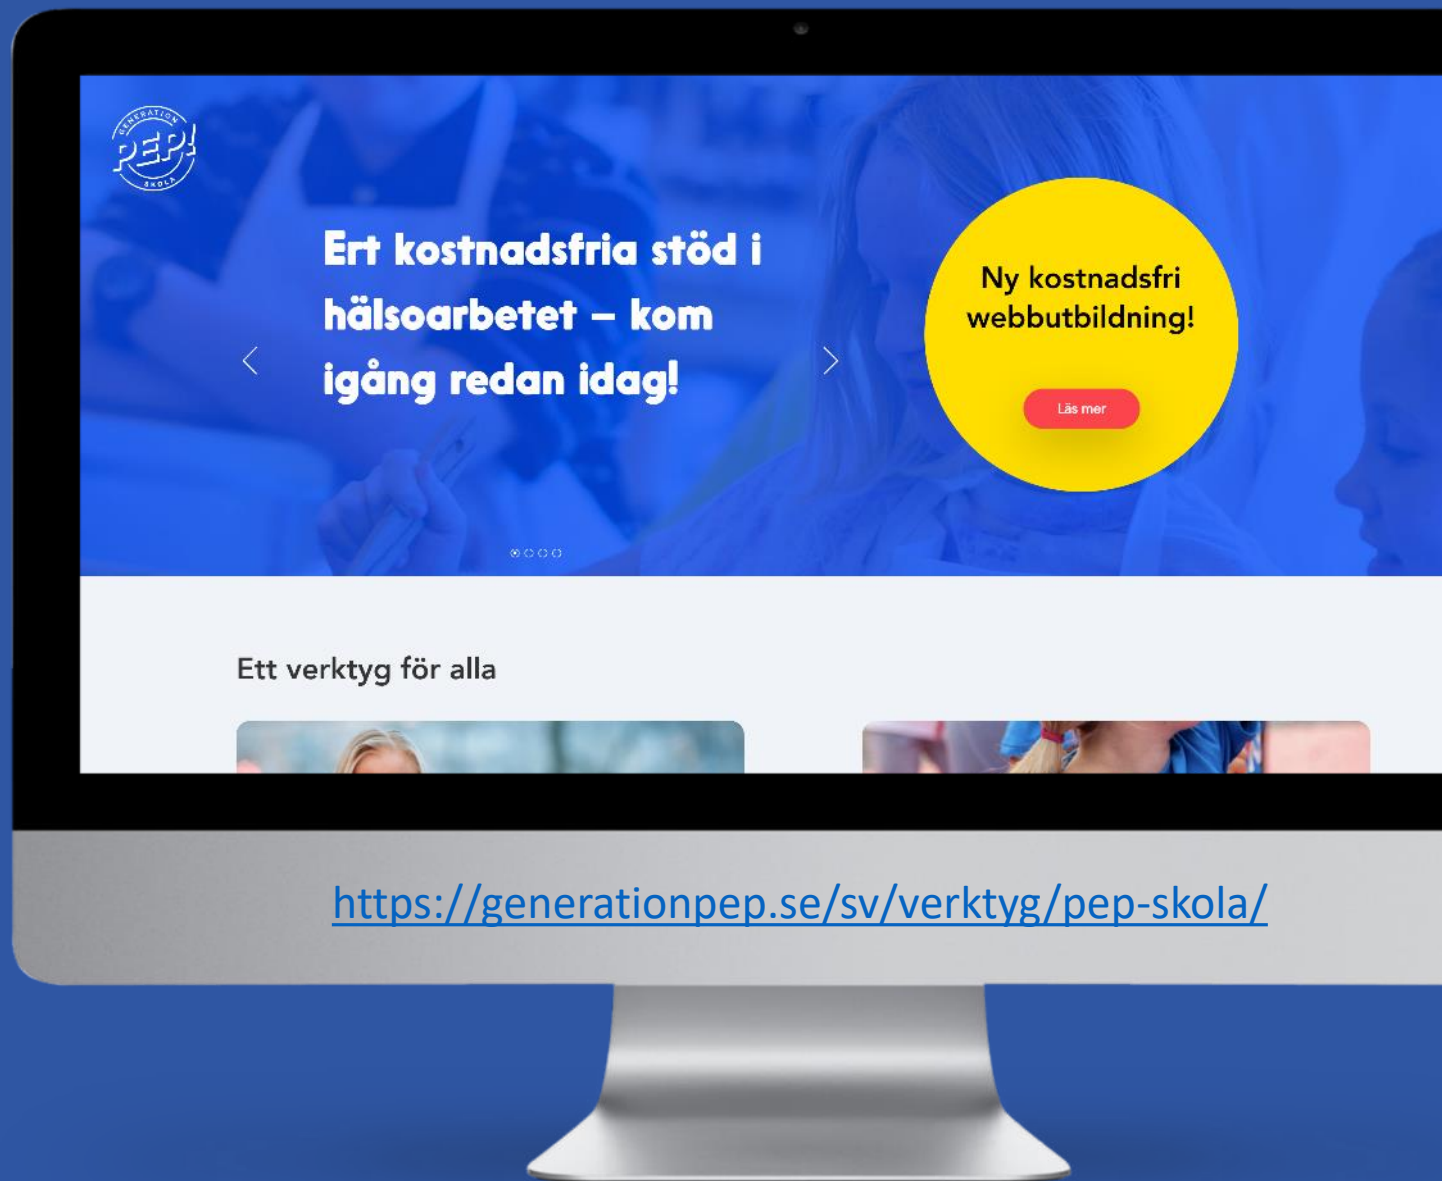 GENERATION
PEP!
SKOLA
Ert kostnadsfria stöd i
hälsoarbetet – kom
igång redan idag!
Ny kostnadsfri
webbutbildning!
Läs mer
Ett verktyg för alla
https://generationpep.se/sv/verktyg/pep-skola/